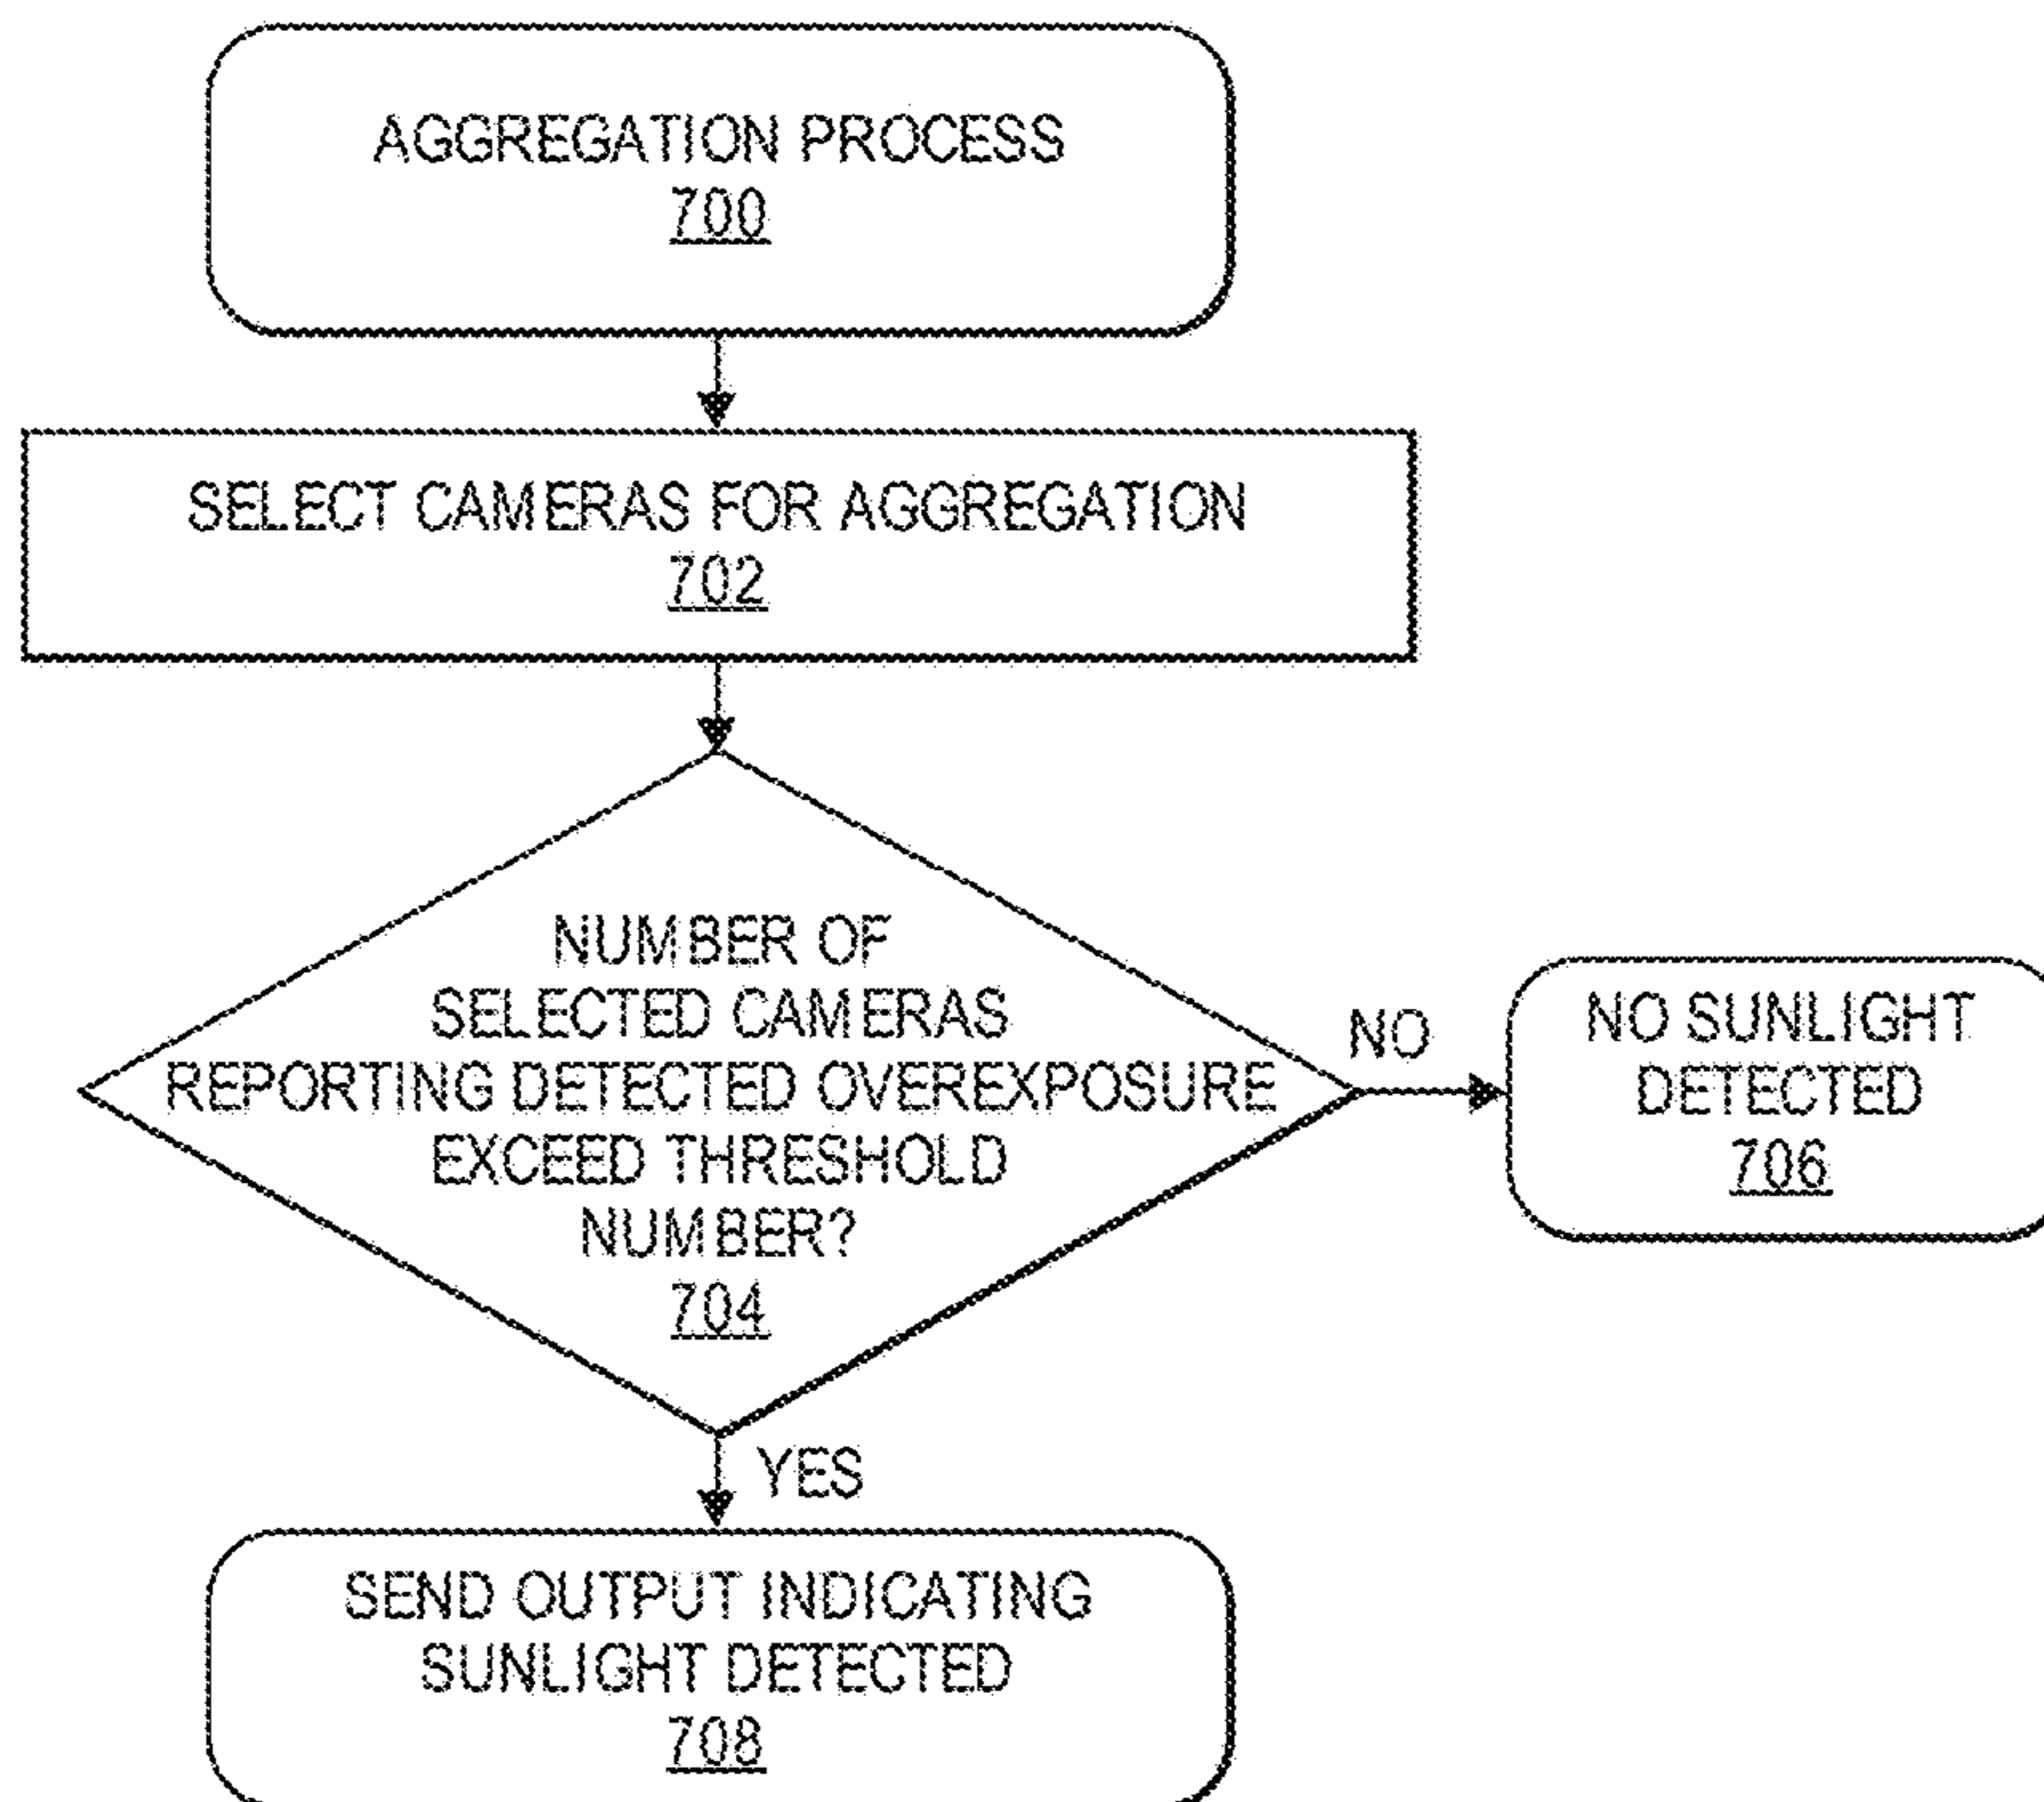 AGGREGATION PROCESS
700
SELECT CAMERAS FOR AGGREGATION
702
NUMBER OF
SELECTED CAMERAS
REPORTING DETECTED OVEREXPOSURE
EXCEED THRESHOLD
NUMBER?
704
NO
NO SUNLIGHT
DETECTED
706
YES
SEND OUTPUT INDICATING
SUNLIGHT DETECTED
708